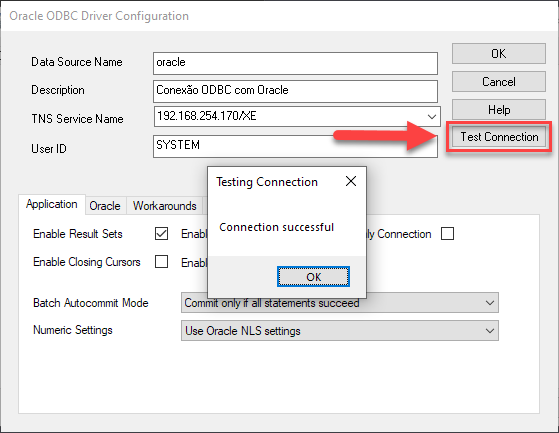 Oracle ODBC Driver Configuration
Data Source Name oracle OK
Description Conexão ODBC com Oracle Cancel
TNS Service Name 192.168.254.170/XE Help
User ID SYSTEM Test Connection
Testing Connection
Connection successful
OK
Application Oracle Workarounds
Enable Result Sets Connection
Enable Closing Cursors
Batch Autocommit Mode Commit only if all statements succeed
Numeric Settings Use Oracle NLS settings